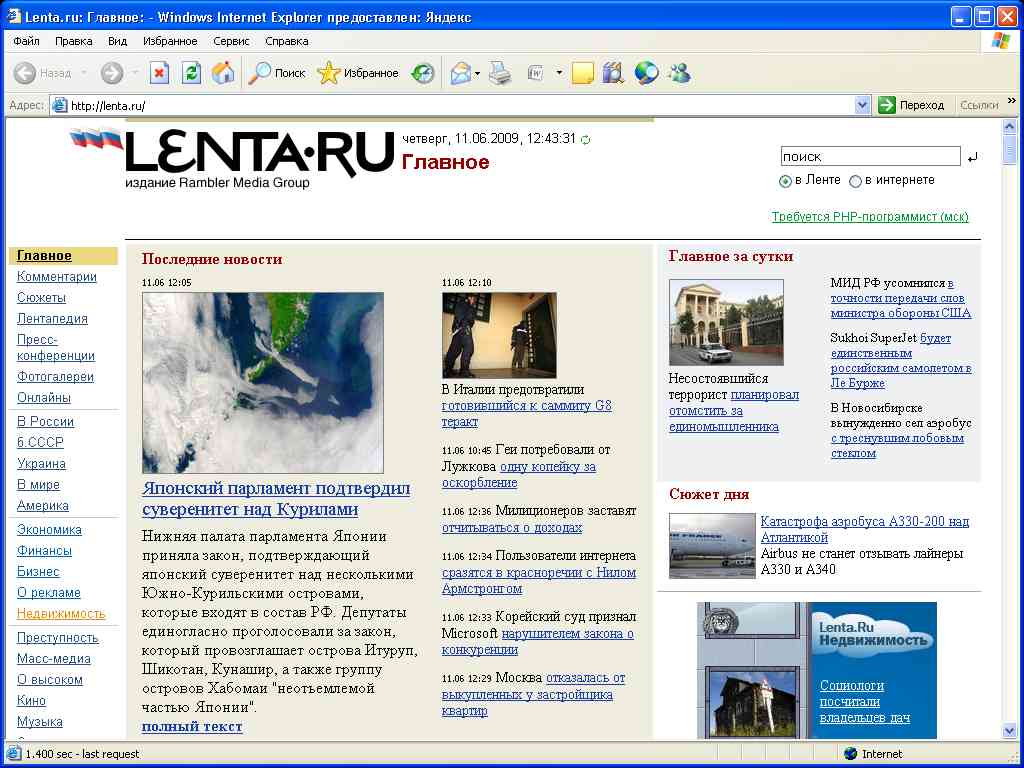 Lenta.ru: Главное: - Windows Internet Explorer предоставлен: Яндекс
Файл Правка Вид Избранное Сервис Справка
Назад Поиск Избранное
Адрес: http://lenta.ru/ Переход Ссылки »
LENTA·RU
издание Rambler Media Group
четверг, 11.06.2009, 12:43:31
Главное
поиск
в Ленте в интернете
Требуется PHP-программист (мск)
Главное
Комментарии
Сюжеты
Лентапедия
Пресс-
конференции
Фотогалереи
Онлайны
В России
б.СССР
Украина
В мире
Америка
Экономика
Финансы
Бизнес
О рекламе
Недвижимость
Преступность
Масс-медиа
О высоком
Кино
Музыка
Последние новости
11.06 12:05
Японский парламент подтвердил
суверенитет над Курилами
Нижняя палата парламента Японии
приняла закон, подтверждающий
японский суверенитет над несколькими
Южно-Курильскими островами,
которые входят в состав РФ. Депутаты
единогласно проголосовали за закон,
который провозглашает острова Итуруп,
Шикотан, Кунашир, а также группу
островов Хабомаи "неотъемлемой
частью Японии".
полный текст
11.06 12:10
В Италии предотвратили
готовившийся к саммиту G8
теракт
11.06 10:45 Геи потребовали от
Лужкова одну копейку за
оскорбление
11.06 12:36 Милиционеров заставят
отчитываться о доходах
11.06 12:34 Пользователи интернета
сразятся в красноречии с Нилом
Армстронгом
11.06 12:33 Корейский суд признал
Microsoft нарушителем закона о
конкуренции
11.06 12:29 Москва отказалась от
выкупленных у застройщика
квартир
Главное за сутки
Несостоявшийся
террорист планировал
отомстить за
единомышленника
МИД РФ усомнился в
точности передачи слов
министра обороны США
Sukhoi SuperJet будет
единственным
российским самолетом в
Ле Бурже
В Новосибирске
вынужденно сел аэробус
с треснувшим лобовым
стеклом
Сюжет дня
AIR FRANCE
Катастрофа аэробуса А330-200 над
Атлантикой
Airbus не станет отзывать лайнеры
А330 и А340
Lenta.Ru
Недвижимость
Социологи
посчитали
владельцев дач
1.400 sec - last request
Internet